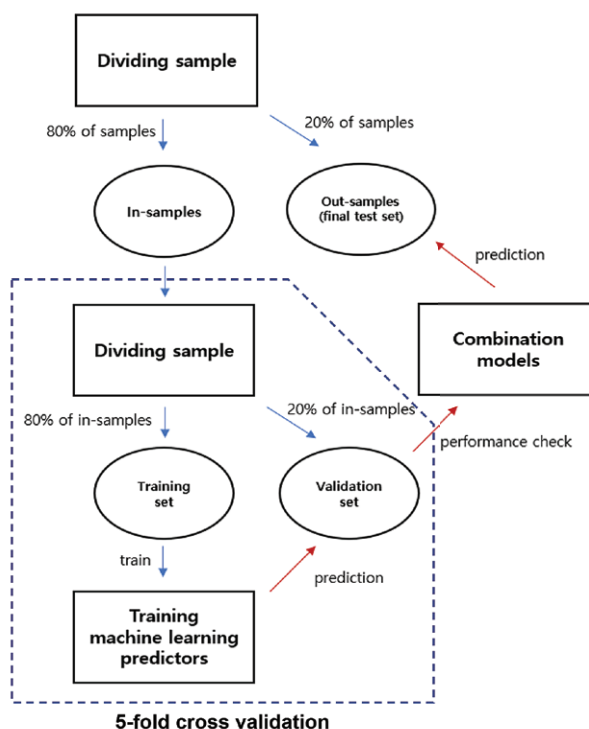 Dividing sample
80% of samples
20% of samples
In-samples
Out-samples
(final test set)
prediction
Dividing sample
Combination
models
80% of in-samples
20% of in-samples
performance check
Training
set
Validation
set
train
prediction
Training
machine learning
predictors
5-fold cross validation